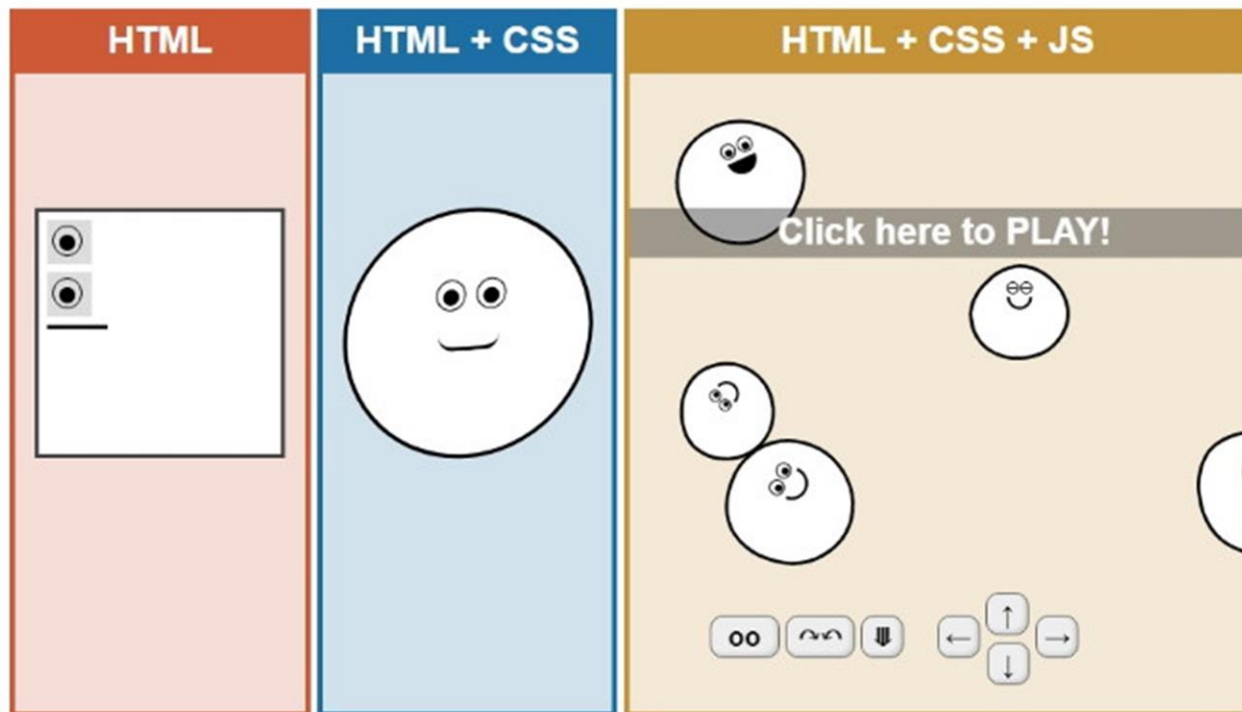 HTML
HTML + CSS
HTML + CSS + JS
Click here to PLAY!
oo
← ↑ ↓ →